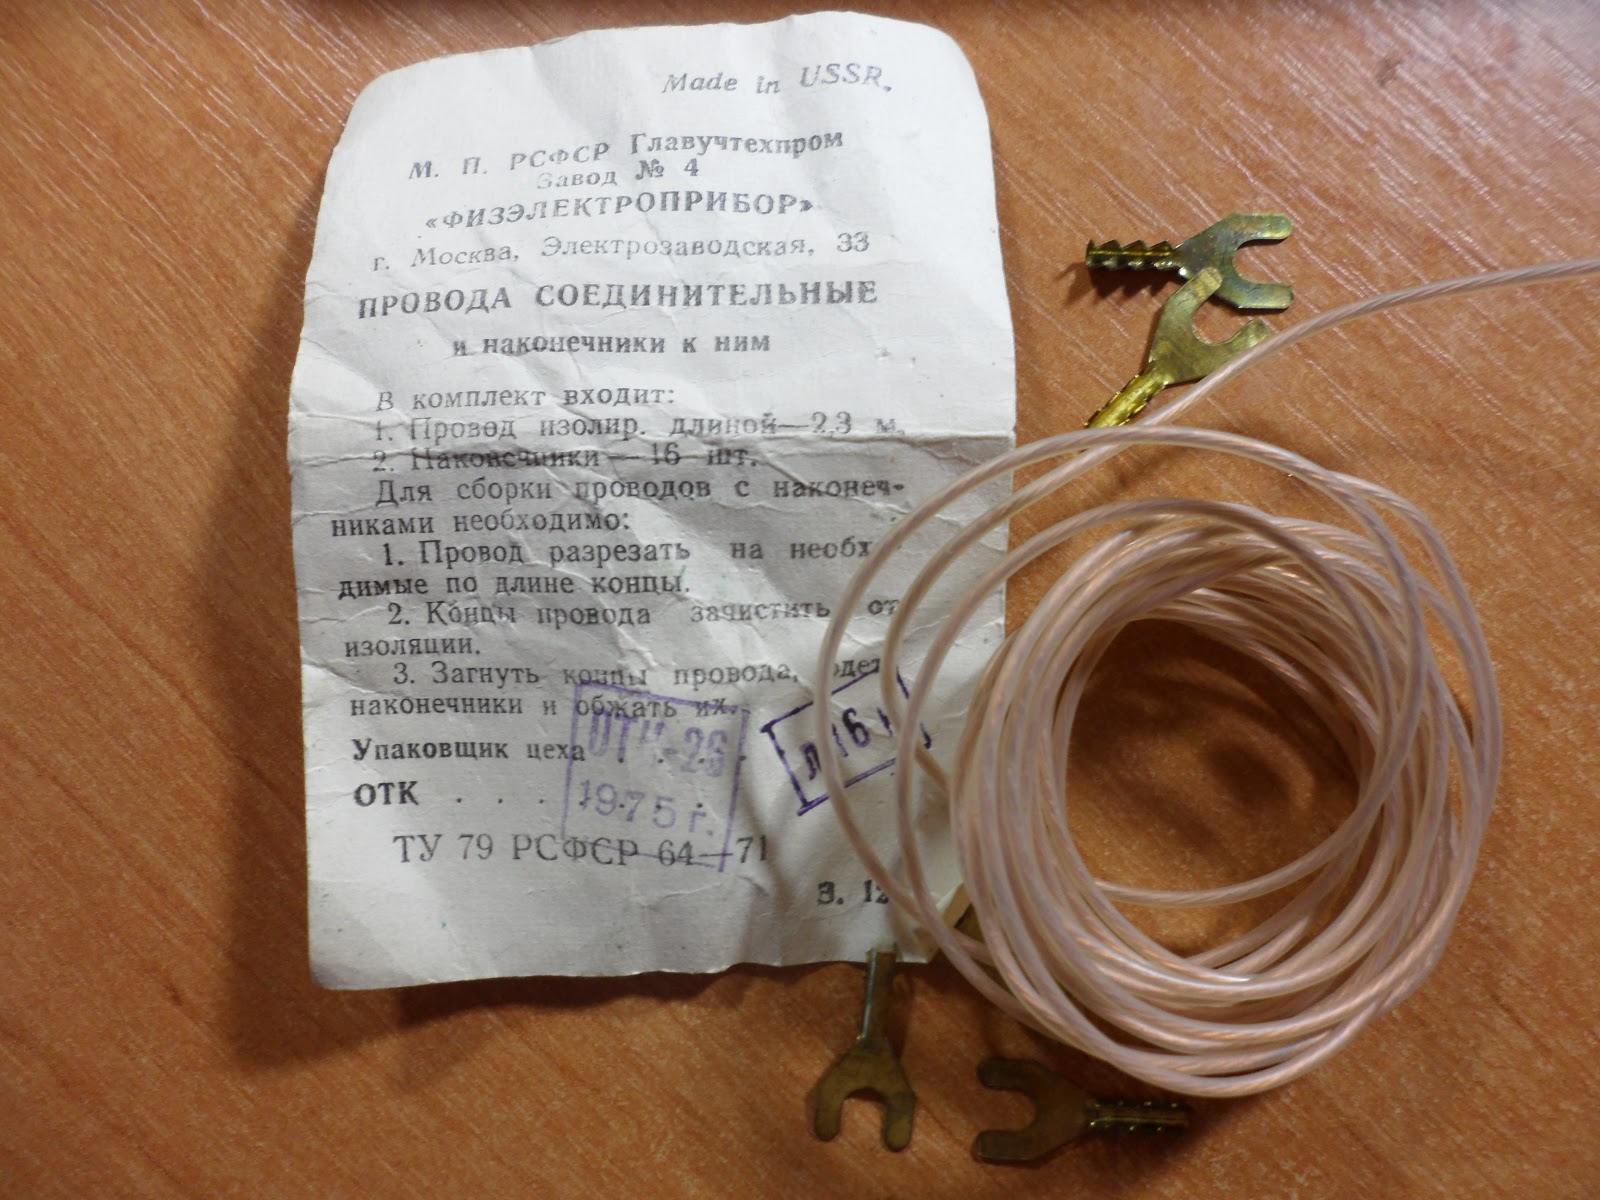 Made in USSR.
М. П. РСФСР Главучтехпром
Завод № 4
«ФИЗЭЛЕКТРОПРИБОР»
г. Москва, Электрозаводская, 33
ПРОВОДА СОЕДИНИТЕЛЬНЫЕ
и наконечники к ним
В комплект входит:
1. Провод изолир. длиной—2,3 м.
2. Наконечники — 16 шт.
Для сборки проводов с наконеч-
никами необходимо:
1. Провод разрезать на необх
димые по длине концы.
2. Концы провода зачистить от
изоляции.
3. Загнуть концы провода,
наконечники и обжать их.
Упаковщик цеха
ОТК . . . . . .
1975 г.
ТУ 79 РСФСР 64—71
З. 12